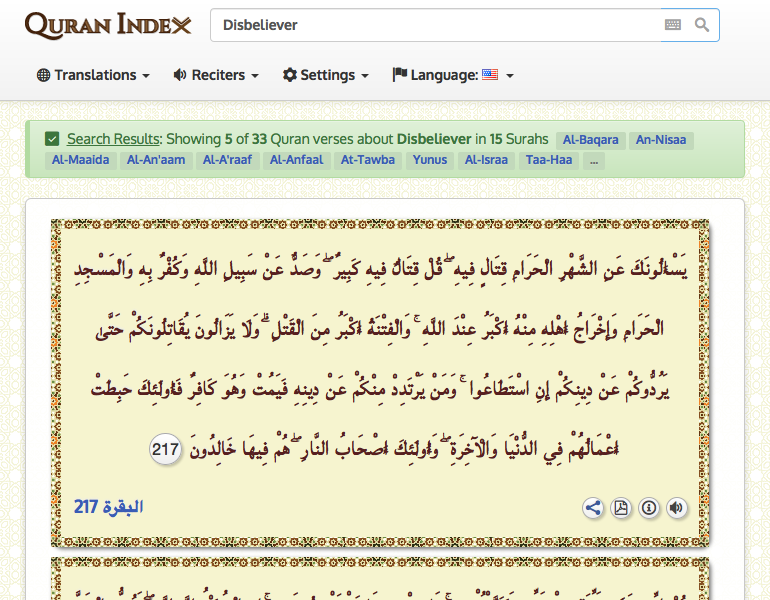 QURAN INDEX
Disbeliever
Translations Reciters Settings Language:
Search Results: Showing 5 of 33 Quran verses about Disbeliever in 15 Surahs Al-Baqara An-Nisaa
Al-Maaida Al-An'aam Al-A'raaf Al-Anfaal At-Tawba Yunus Al-Israa Taa-Haa ...
يَسْأَلُونَكَ عَنِ الشَّهْرِ الْحَرَامِ قِتَالٍ فِيهِ ۖ قُلْ قِتَالٌ فِيهِ كَبِيرٌ ۖ وَصَدٌّ عَنْ سَبِيلِ اللَّهِ وَكُفْرٌ بِهِ وَالْمَسْجِدِ
الْحَرَامِ وَإِخْرَاجُ أَهْلِهِ مِنْهُ أَكْبَرُ عِنْدَ اللَّهِ ۚ وَالْفِتْنَةُ أَكْبَرُ مِنَ الْقَتْلِ ۗ وَلَا يَزَالُونَ يُقَاتِلُونَكُمْ حَتَّىٰ
يَرُدُّوكُمْ عَنْ دِينِكُمْ إِنِ اسْتَطَاعُوا ۚ وَمَنْ يَرْتَدِدْ مِنْكُمْ عَنْ دِينِهِ فَيَمُتْ وَهُوَ كَافِرٌ فَأُولَٰئِكَ حَبِطَتْ
أَعْمَالُهُمْ فِي الدُّنْيَا وَالْآخِرَةِ ۖ وَأُولَٰئِكَ أَصْحَابُ النَّارِ ۖ هُمْ فِيهَا خَالِدُونَ 217
البقرة 217